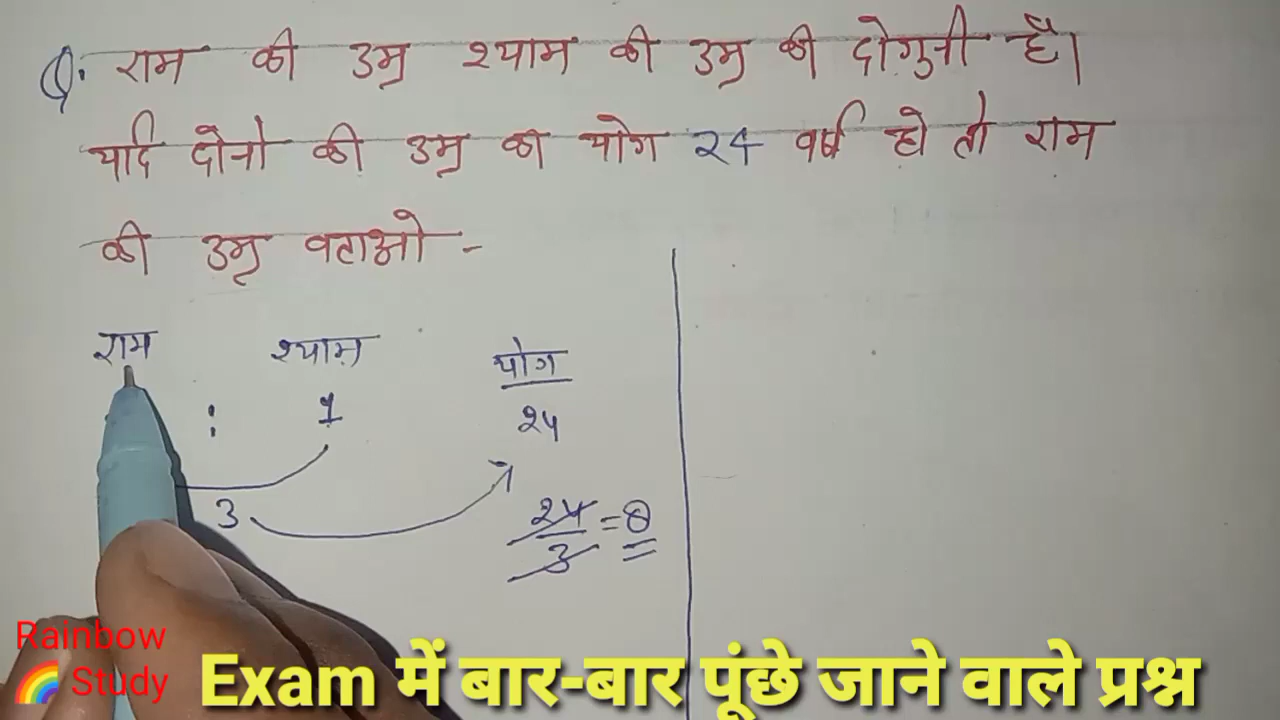 Q. राम की उम्र श्याम की उम्र की दोगुनी है।
यदि दोनो की उम्र का योग 24 वर्ष हो तो राम
की उम्र बताओ -
राम श्याम योग
: 1 24
3
24/3 = 8
Rainbow
Study
Exam में बार-बार पूंछे जाने वाले प्रश्न